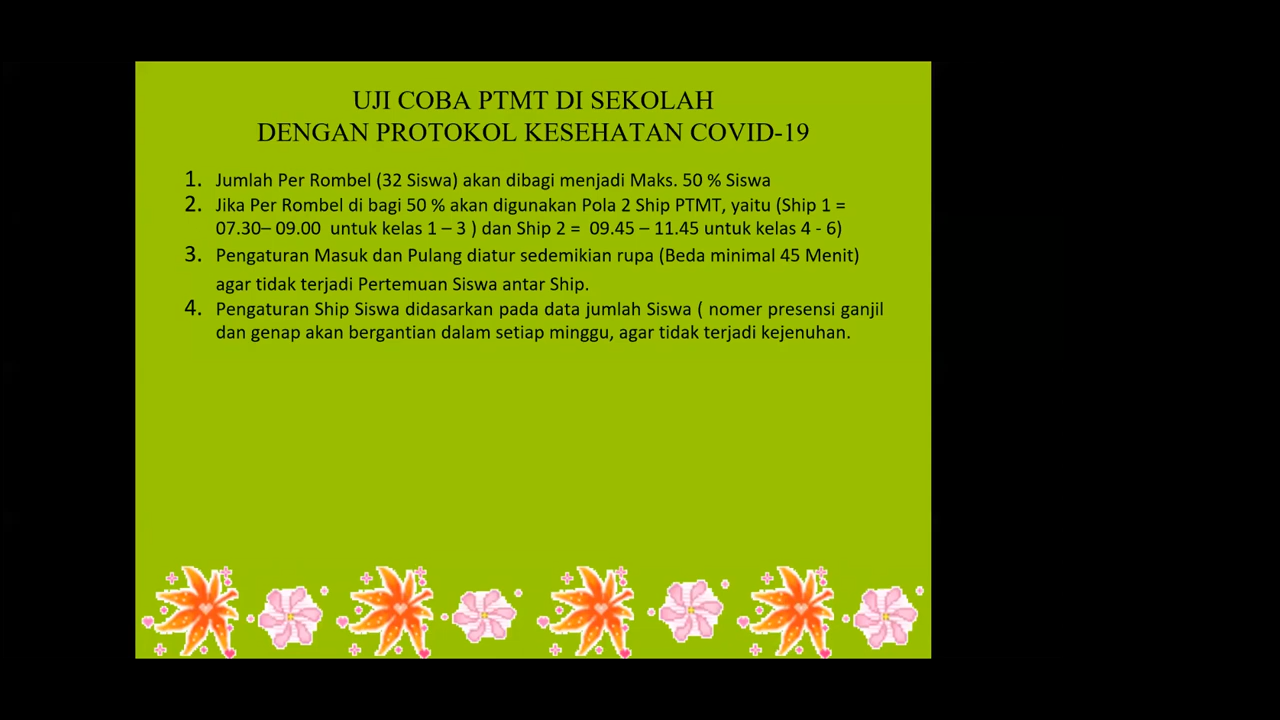 UJI COBA PTMT DI SEKOLAH
DENGAN PROTOKOL KESEHATAN COVID-19
1. Jumlah Per Rombel (32 Siswa) akan dibagi menjadi Maks. 50 % Siswa
2. Jika Per Rombel di bagi 50 % akan digunakan Pola 2 Ship PTMT, yaitu (Ship 1 =
07.30– 09.00 untuk kelas 1 – 3 ) dan Ship 2 = 09.45 – 11.45 untuk kelas 4 - 6)
3. Pengaturan Masuk dan Pulang diatur sedemikian rupa (Beda minimal 45 Menit)
agar tidak terjadi Pertemuan Siswa antar Ship.
4. Pengaturan Ship Siswa didasarkan pada data jumlah Siswa ( nomer presensi ganjil
dan genap akan bergantian dalam setiap minggu, agar tidak terjadi kejenuhan.